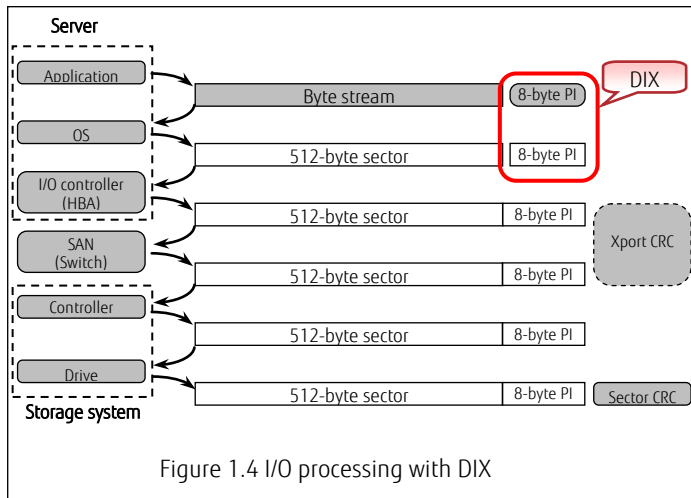 Server
Application
Byte stream
8-byte PI
DIX
OS
512-byte sector
8-byte PI
I/O controller
(HBA)
512-byte sector
8-byte PI
Xport CRC
SAN
(Switch)
512-byte sector
8-byte PI
Controller
512-byte sector
8-byte PI
Drive
512-byte sector
8-byte PI
Sector CRC
Storage system
Figure 1.4 I/O processing with DIX